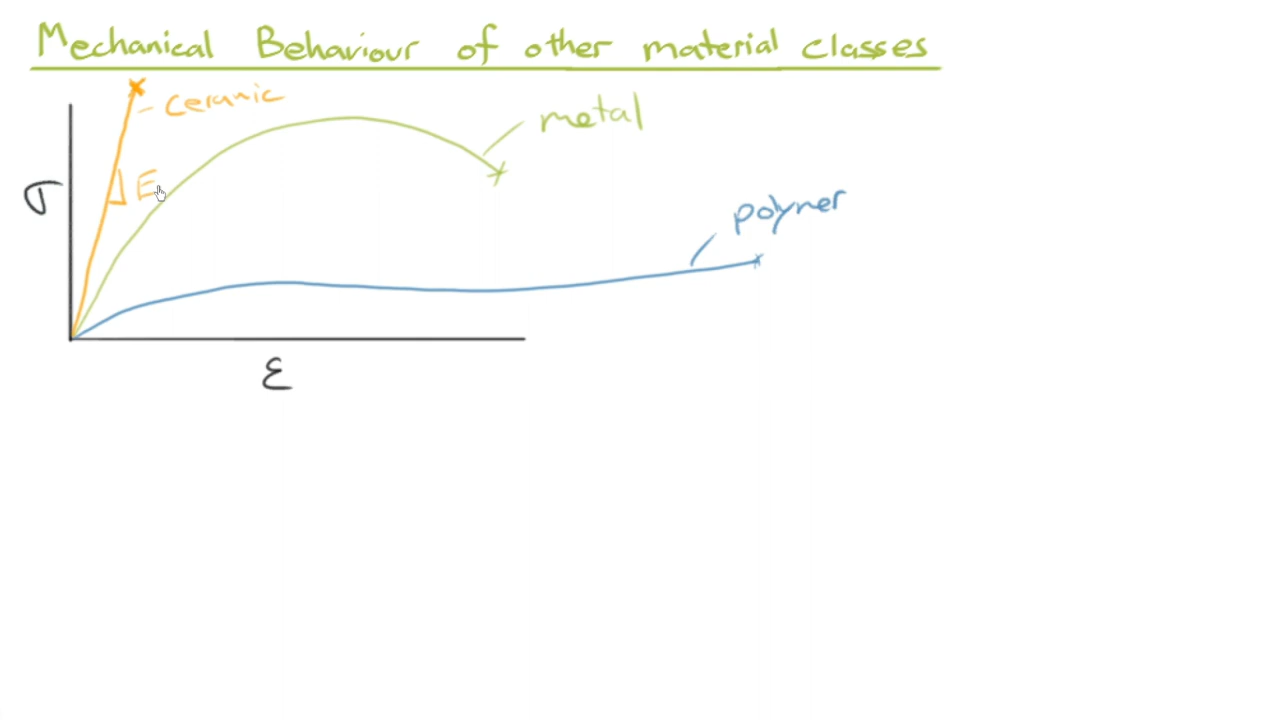 Mechanical Behaviour of other material classes
- ceramic
metal
E
σ
polymer
ε